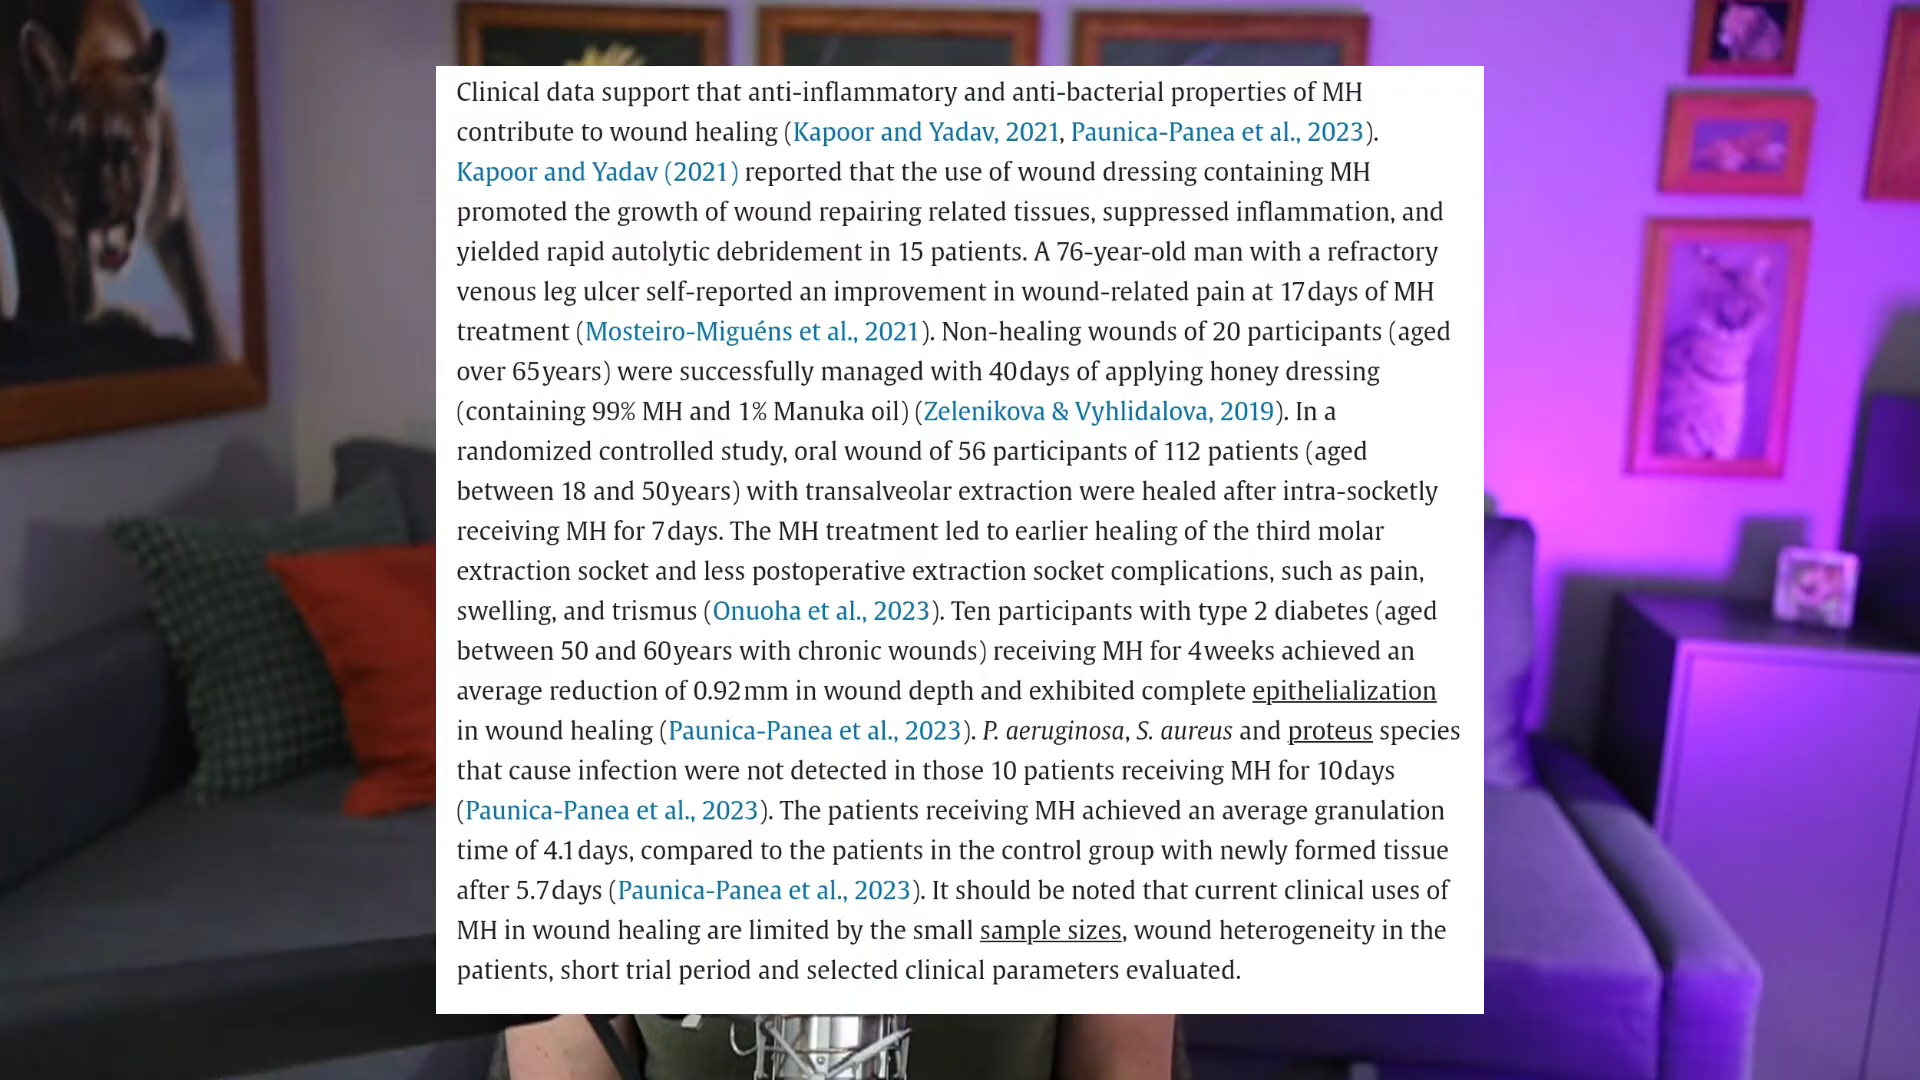 Clinical data support that anti-inflammatory and anti-bacterial properties of MH
contribute to wound healing (Kapoor and Yadav, 2021, Paunica-Panea et al., 2023).
Kapoor and Yadav (2021) reported that the use of wound dressing containing MH
promoted the growth of wound repairing related tissues, suppressed inflammation, and
yielded rapid autolytic debridement in 15 patients. A 76-year-old man with a refractory
venous leg ulcer self-reported an improvement in wound-related pain at 17 days of MH
treatment (Mosteiro-Miguéns et al., 2021). Non-healing wounds of 20 participants (aged
over 65 years) were successfully managed with 40 days of applying honey dressing
(containing 99% MH and 1% Manuka oil) (Zelenikova & Vyhlidalova, 2019). In a
randomized controlled study, oral wound of 56 participants of 112 patients (aged
between 18 and 50 years) with transalveolar extraction were healed after intra-socketly
receiving MH for 7 days. The MH treatment led to earlier healing of the third molar
extraction socket and less postoperative extraction socket complications, such as pain,
swelling, and trismus (Onuoha et al., 2023). Ten participants with type 2 diabetes (aged
between 50 and 60 years with chronic wounds) receiving MH for 4 weeks achieved an
average reduction of 0.92 mm in wound depth and exhibited complete epithelialization
in wound healing (Paunica-Panea et al., 2023). P. aeruginosa, S. aureus and proteus species
that cause infection were not detected in those 10 patients receiving MH for 10 days
(Paunica-Panea et al., 2023). The patients receiving MH achieved an average granulation
time of 4.1 days, compared to the patients in the control group with newly formed tissue
after 5.7 days (Paunica-Panea et al., 2023). It should be noted that current clinical uses of
MH in wound healing are limited by the small sample sizes, wound heterogeneity in the
patients, short trial period and selected clinical parameters evaluated.